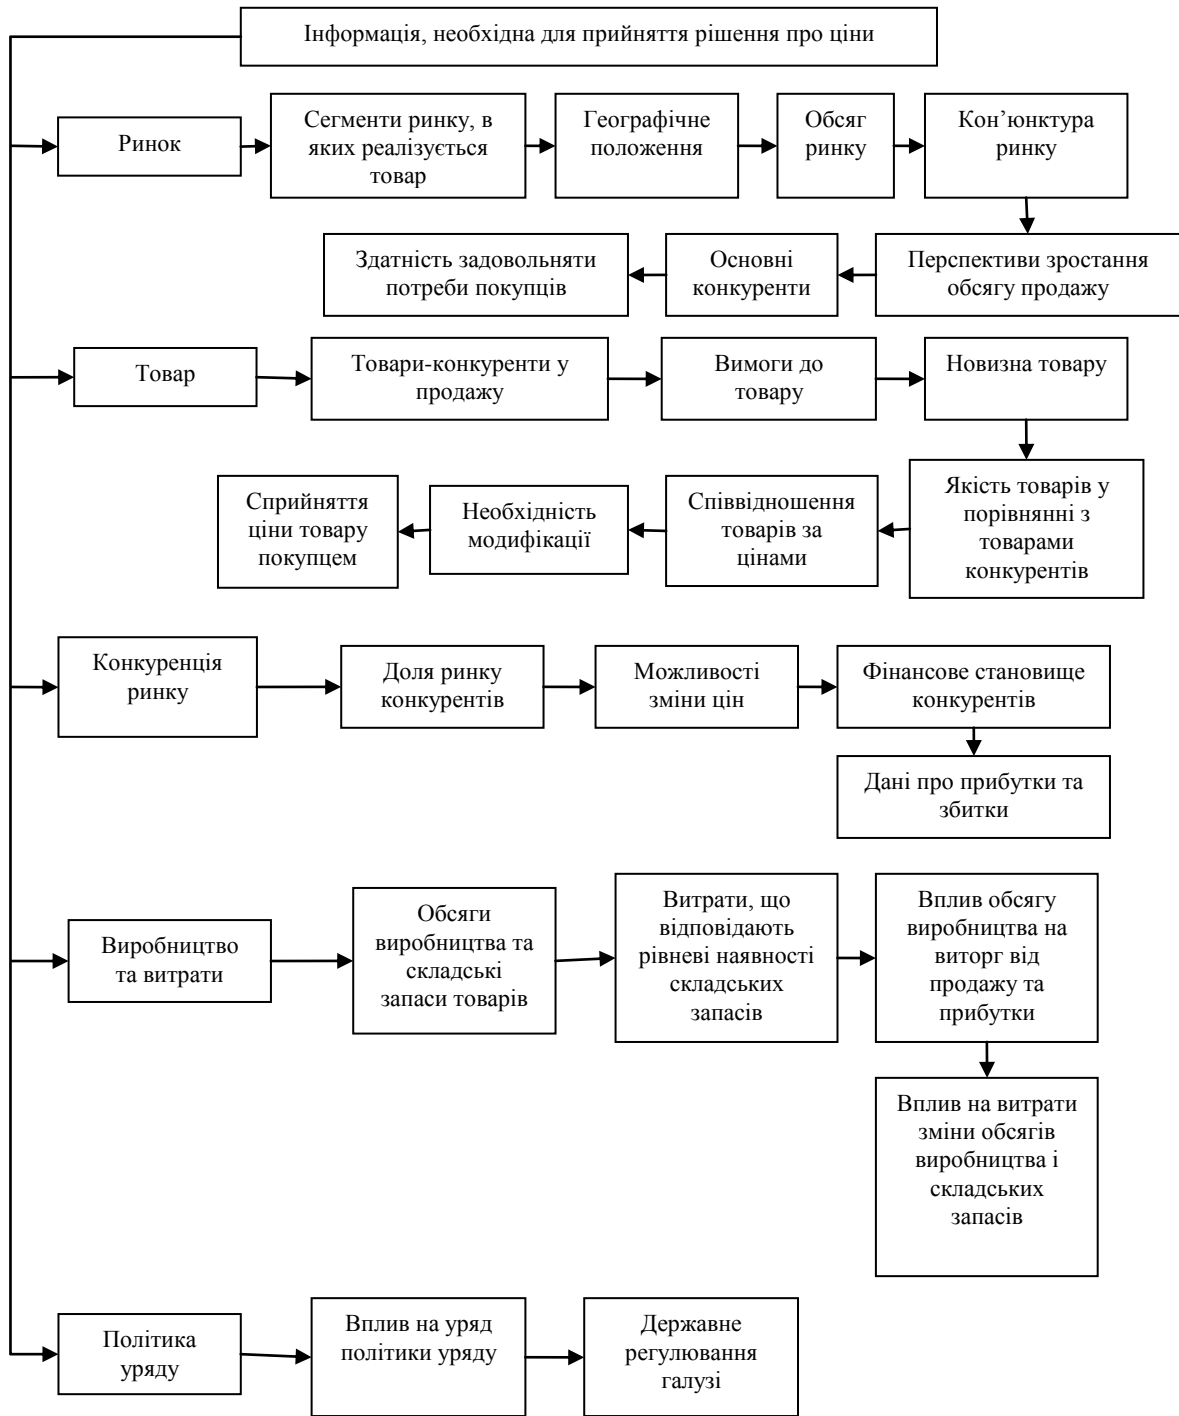 Інформація, необхідна для прийняття рішення про ціни
Ринок
Сегменти ринку, в
яких реалізується
товар
Географічне
положення
Обсяг
ринку
Кон’юнктура
ринку
Здатність задовольняти
потреби покупців
Основні
конкуренти
Перспективи зростання
обсягу продажу
Товар
Товари-конкуренти у
продажу
Вимоги до
товару
Новизна товару
Сприйняття
ціни товару
покупцем
Необхідність
модифікації
Співвідношення
товарів за
цінами
Якість товарів у
порівнянні з
товарами
конкурентів
Конкуренція
ринку
Доля ринку
конкурентів
Можливості
зміни цін
Фінансове становище
конкурентів
Дані про прибутки та
збитки
Виробництво
та витрати
Обсяги
виробництва та
складські
запаси товарів
Витрати, що
відповідають
рівневі наявності
складських
запасів
Вплив обсягу
виробництва на
виторг від
продажу та
прибутки
Вплив на витрати
зміни обсягів
виробництва і
складських
запасів
Політика
уряду
Вплив на уряд
політики уряду
Державне
регулювання
галузі